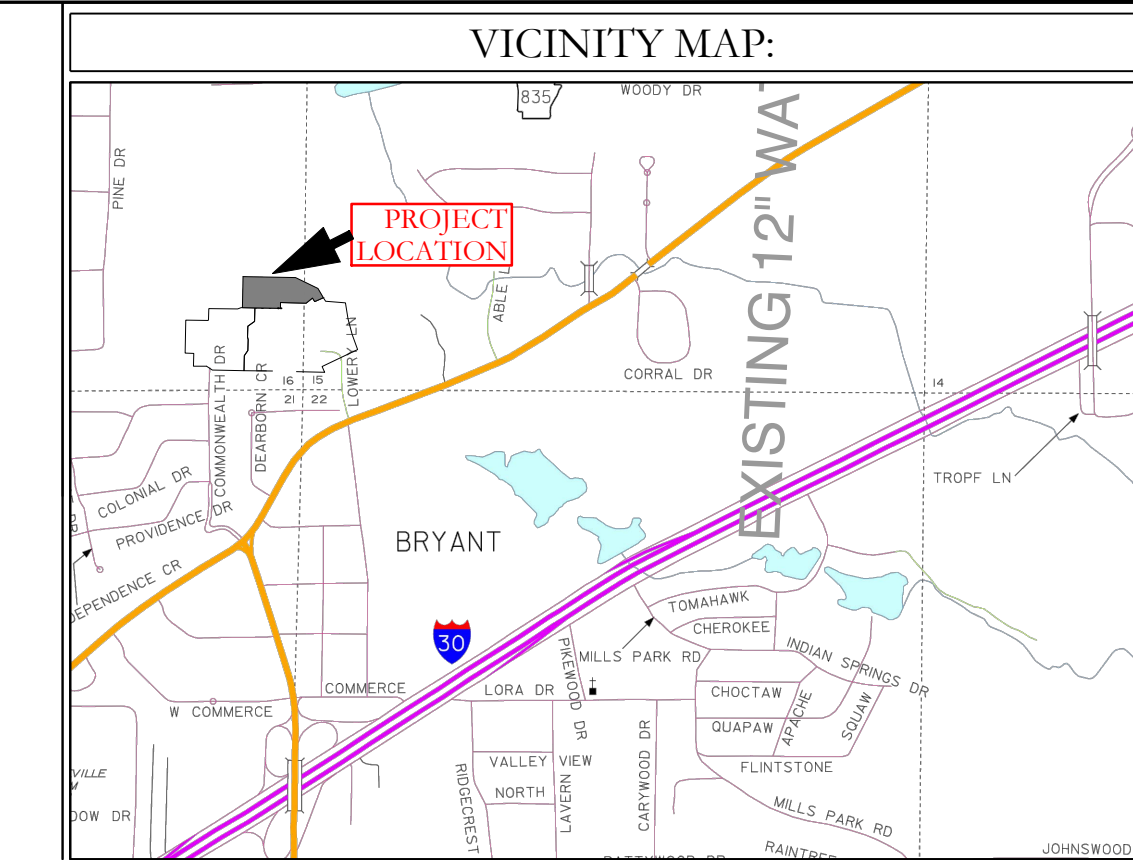 VICINITY MAP:
835
WOODY DR
PINE DR
EXISTING 12" WA
PROJECT
LOCATION
ABLE L
LOWERY LN
CORRAL DR
COMMONWEALTH DR
DEARBORN CR
16 15
21 22
14
TROPF LN
COLONIAL DR
PROVIDENCE DR
DEPENDENCE CR
BRYANT
30
TOMAHAWK
CHEROKEE
MILLS PARK RD
INDIAN SPRINGS DR
PIKEWOOD DR
COMMERCE
LORA DR
W COMMERCE
CHOCTAW
APACHE
SQUAW
QUAPAW
CARYWOOD DR
VALLEY VIEW
FLINTSTONE
NORTH
RIDGECREST
LAVERN
VILLE
M
DOW DR
MILLS PARK RD
RAINTREE
JOHNSWOOD